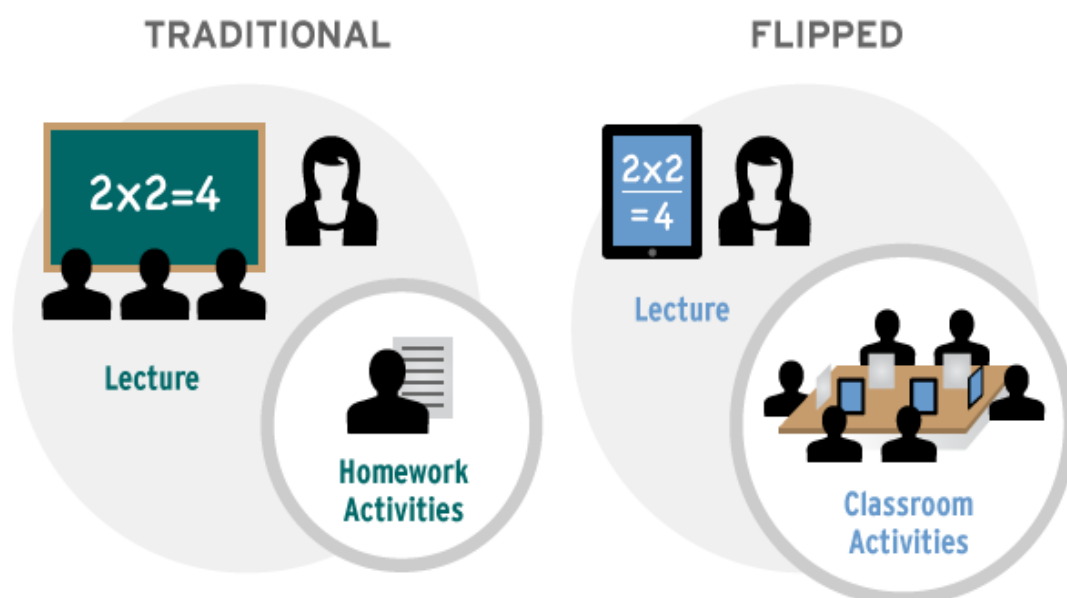 TRADITIONAL
2x2=4
Lecture
Homework
Activities
FLIPPED
2x2
=4
Lecture
Classroom
Activities